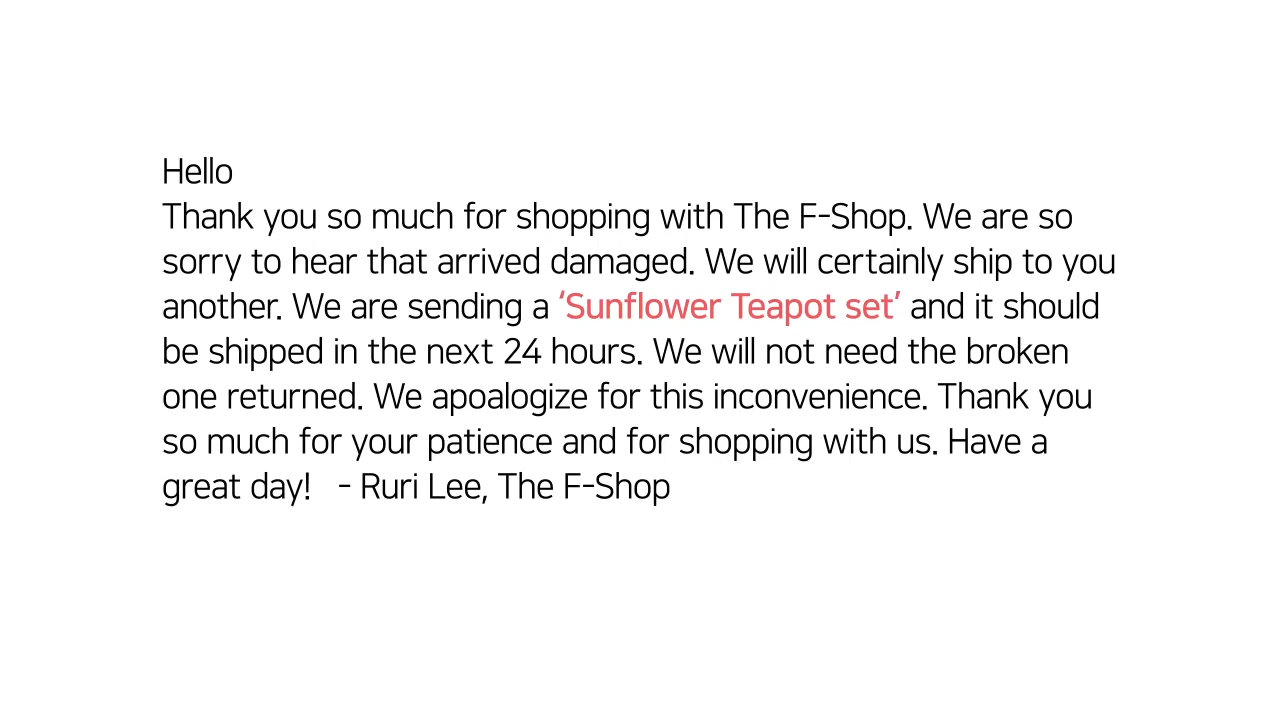 Hello
Thank you so much for shopping with The F-Shop. We are so
sorry to hear that arrived damaged. We will certainly ship to you
another. We are sending a ‘Sunflower Teapot set’ and it should
be shipped in the next 24 hours. We will not need the broken
one returned. We apoalogize for this inconvenience. Thank you
so much for your patience and for shopping with us. Have a
great day!   - Ruri Lee, The F-Shop